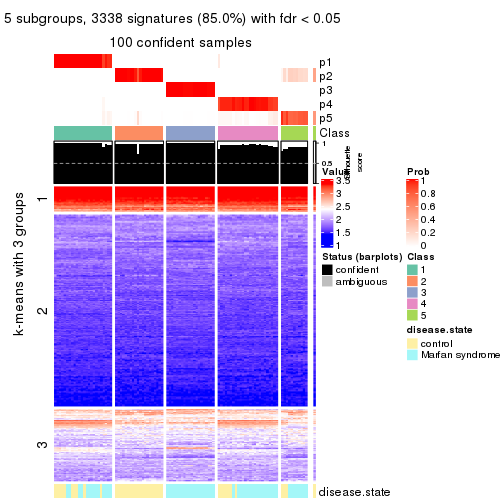 5 subgroups, 3338 signatures (85.0%) with fdr < 0.05
100 confident samples
p1
p2
p3
p4
p5
Class
1
0.5
silhouette
score
k-means with 3 groups
1
2
3
disease.state
Value
3.5
3
2.5
2
1.5
1
Prob
1
0.8
0.6
0.4
0.2
0
Status (barplots)
confident
ambiguous
Class
1
2
3
4
5
disease.state
control
Marfan syndrome